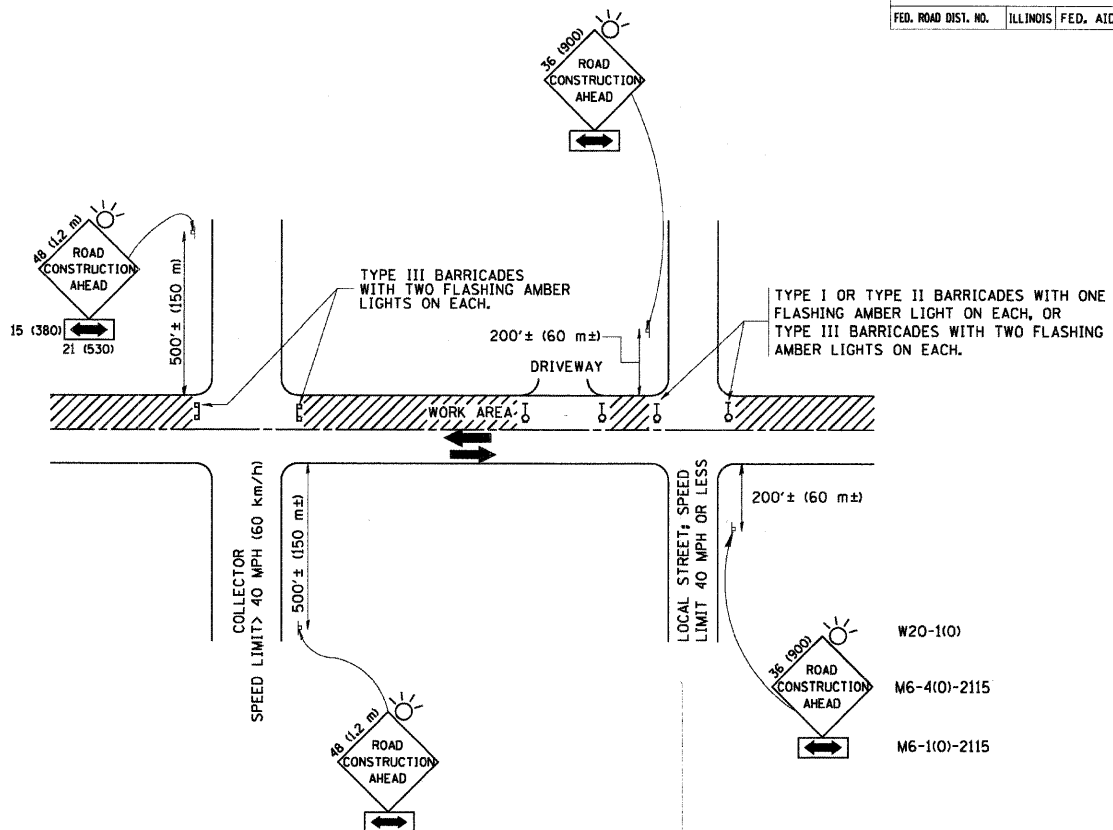 FED. ROAD DIST. NO. ILLINOIS FED. AID
36 (900)
ROAD
CONSTRUCTION
AHEAD
48 (1.2 m)
ROAD
CONSTRUCTION
AHEAD
15 (380)
21 (530)
500'± (150 m)
TYPE III BARRICADES
WITH TWO FLASHING AMBER
LIGHTS ON EACH.
200'± (60 m±)
DRIVEWAY
TYPE I OR TYPE II BARRICADES WITH ONE
FLASHING AMBER LIGHT ON EACH, OR
TYPE III BARRICADES WITH TWO FLASHING
AMBER LIGHTS ON EACH.
WORK AREA
COLLECTOR
SPEED LIMIT> 40 MPH (60 km/h)
500'± (150 m±)
LOCAL STREET; SPEED
LIMIT 40 MPH OR LESS
200'± (60 m±)
48 (1.2 m)
ROAD
CONSTRUCTION
AHEAD
36 (900)
ROAD
CONSTRUCTION
AHEAD
W20-1(O)
M6-4(O)-2115
M6-1(O)-2115